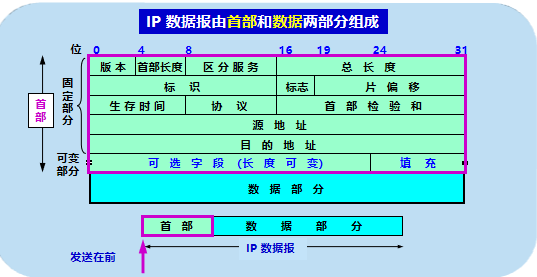 IP 数据报由首部和数据两部分组成
位 0 4 8 16 19 24 31
版 本 首部长度 区 分 服 务 总 长 度
标 识 标志 片 偏 移
生 存 时 间 协 议 首 部 检 验 和
源 地 址
目 的 地 址
可 选 字 段 (长 度 可 变) 填 充
数 据 部 分
首部
固定部分
可变
部分
首 部 数 据 部 分
IP 数据报
发送在前